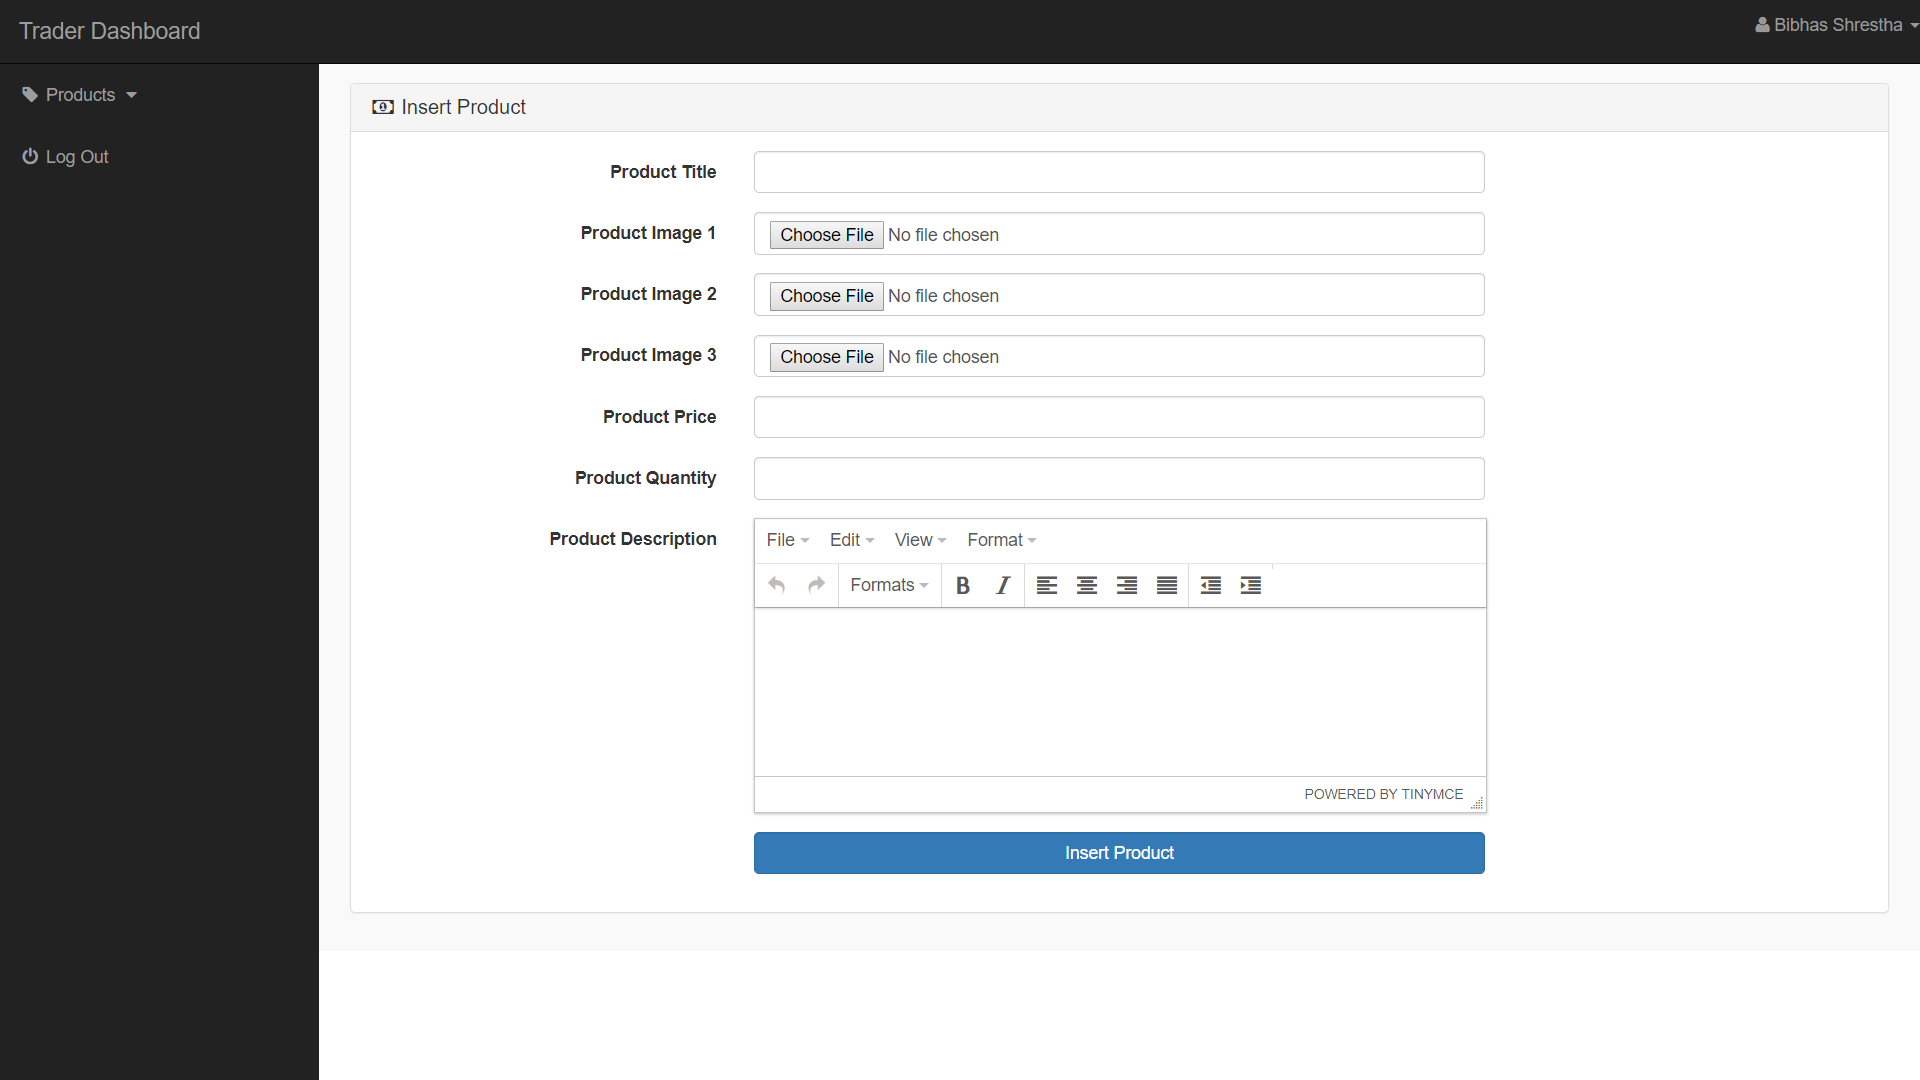 Trader Dashboard
Bibhas Shrestha
Products
Log Out
Insert Product
Product Title
Product Image 1
Choose File No file chosen
Product Image 2
Choose File No file chosen
Product Image 3
Choose File No file chosen
Product Price
Product Quantity
Product Description
File Edit View Format
Formats B I
POWERED BY TINYMCE
Insert Product